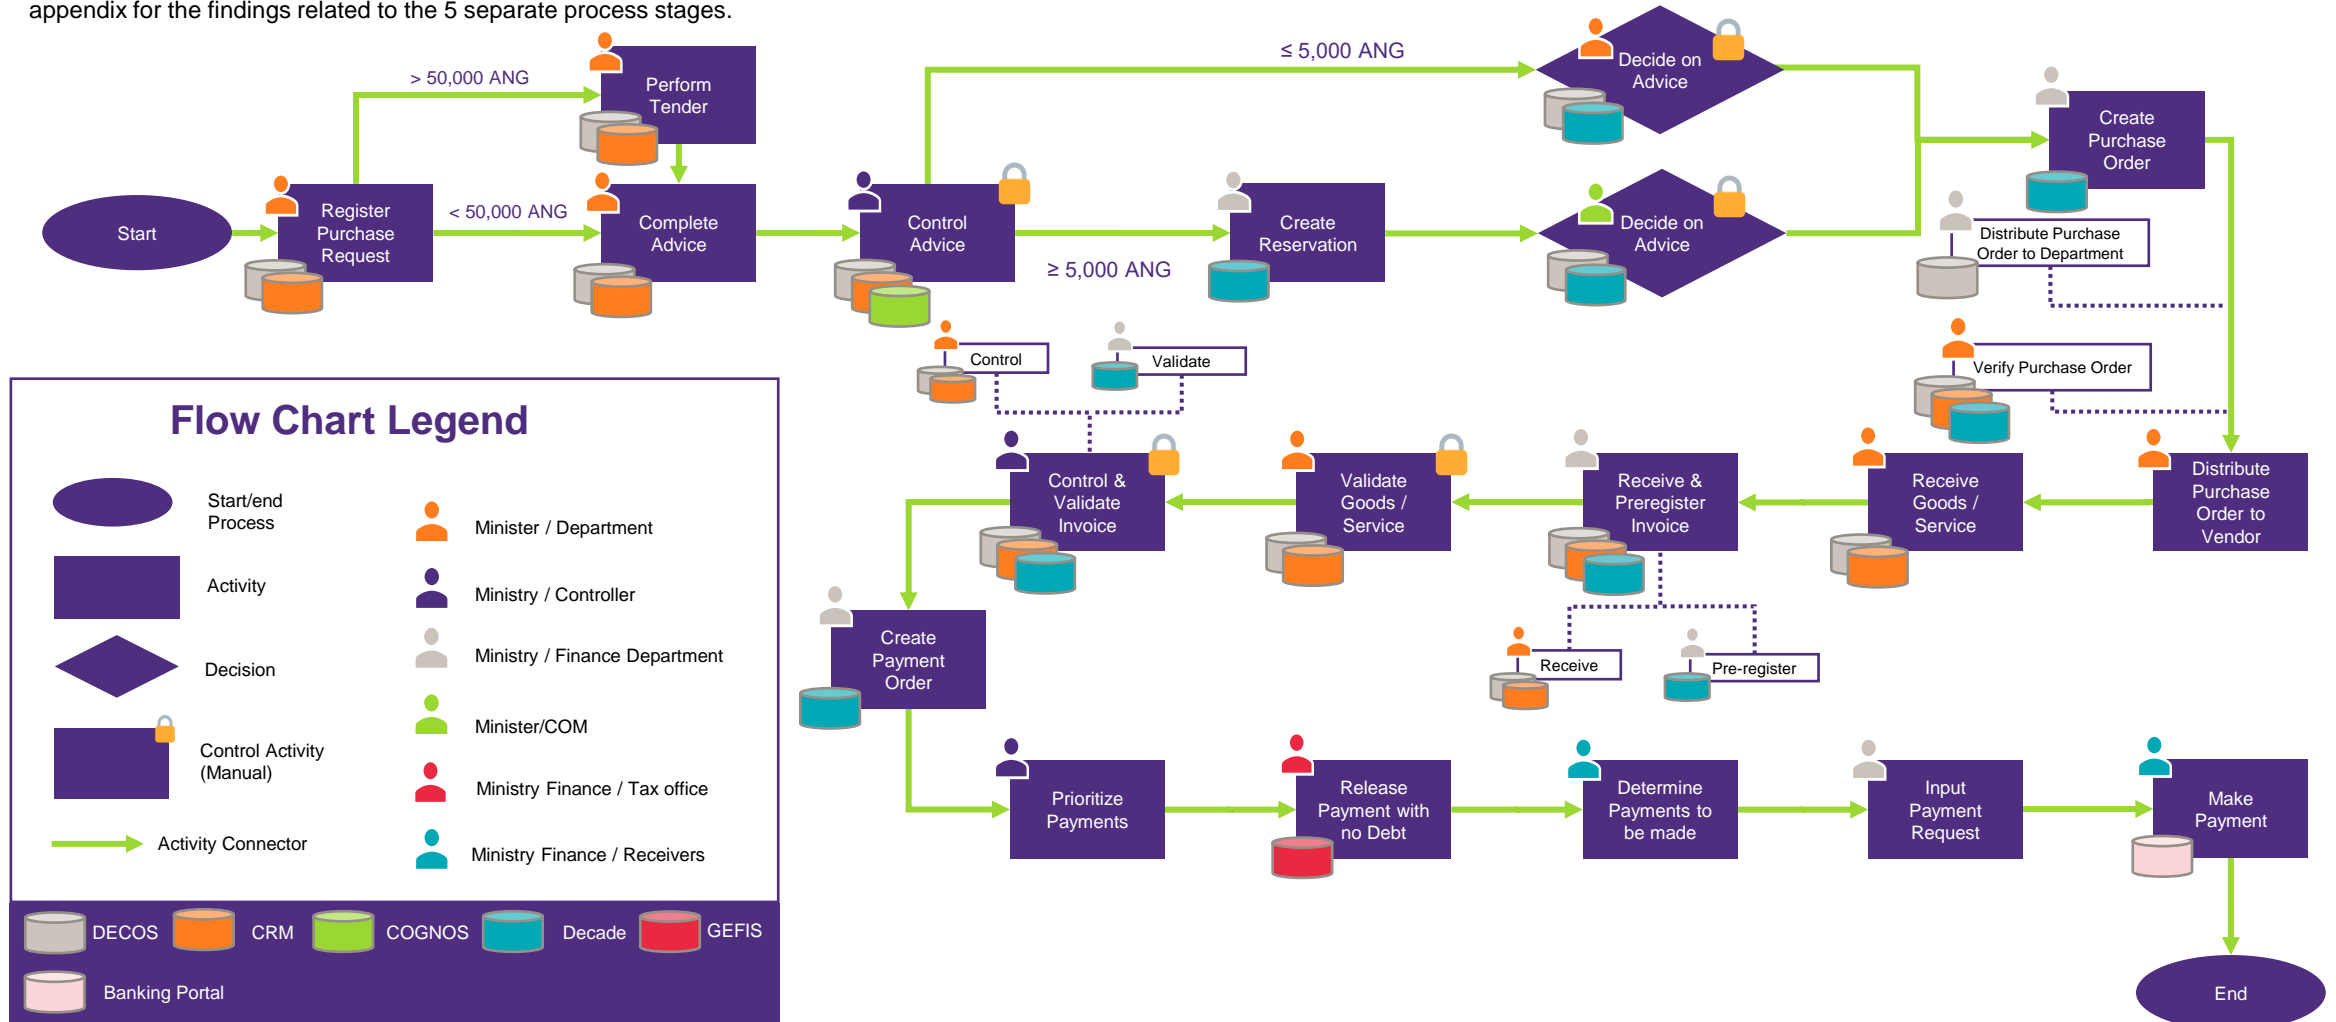 appendix for the findings related to the 5 separate process stages.
> 50,000 ANG
Perform
Tender
≤ 5,000 ANG
Decide on
Advice
Create
Purchase
Order
Start
Register
Purchase
Request
< 50,000 ANG
Complete
Advice
Control
Advice
≥ 5,000 ANG
Create
Reservation
Decide on
Advice
Distribute Purchase
Order to Department
Control
Validate
Verify Purchase Order
Flow Chart Legend
Start/end
Process
Activity
Decision
Control Activity
(Manual)
Activity Connector
Minister / Department
Ministry / Controller
Ministry / Finance Department
Minister/COM
Ministry Finance / Tax office
Ministry Finance / Receivers
DECOS
CRM
COGNOS
Decade
GEFIS
Banking Portal
Control &
Validate
Invoice
Validate
Goods /
Service
Receive &
Preregister
Invoice
Receive
Goods /
Service
Distribute
Purchase
Order to
Vendor
Receive
Pre-register
Create
Payment
Order
Prioritize
Payments
Release
Payment with
no Debt
Determine
Payments to
be made
Input
Payment
Request
Make
Payment
End